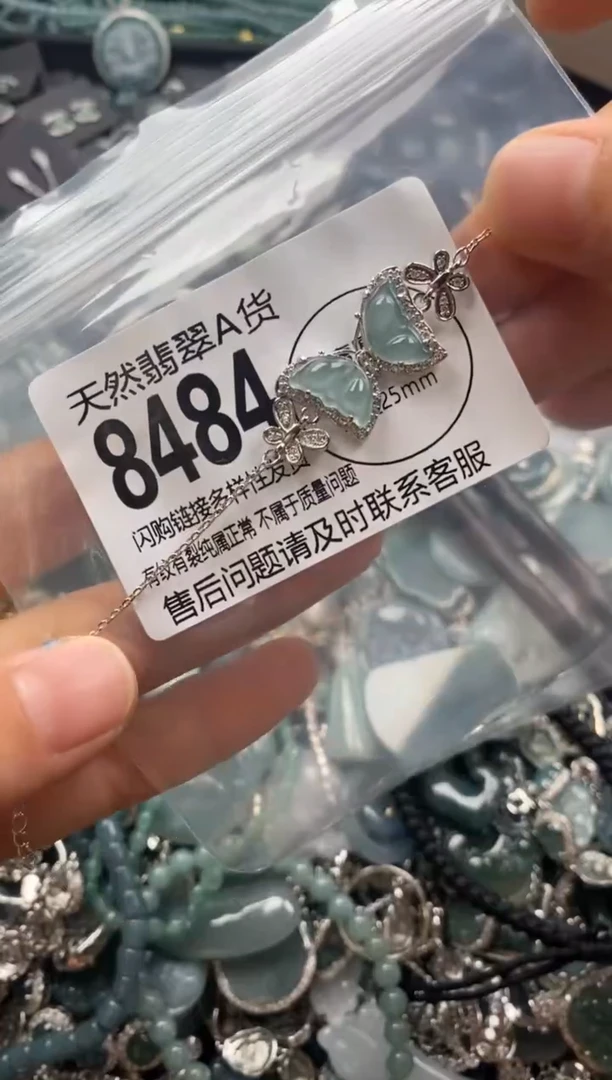 天然翡翠A货
8484
25mm
闪购链接多样性发货
有纹有裂纯属正常 不属于质量问题
售后问题请及时联系客服